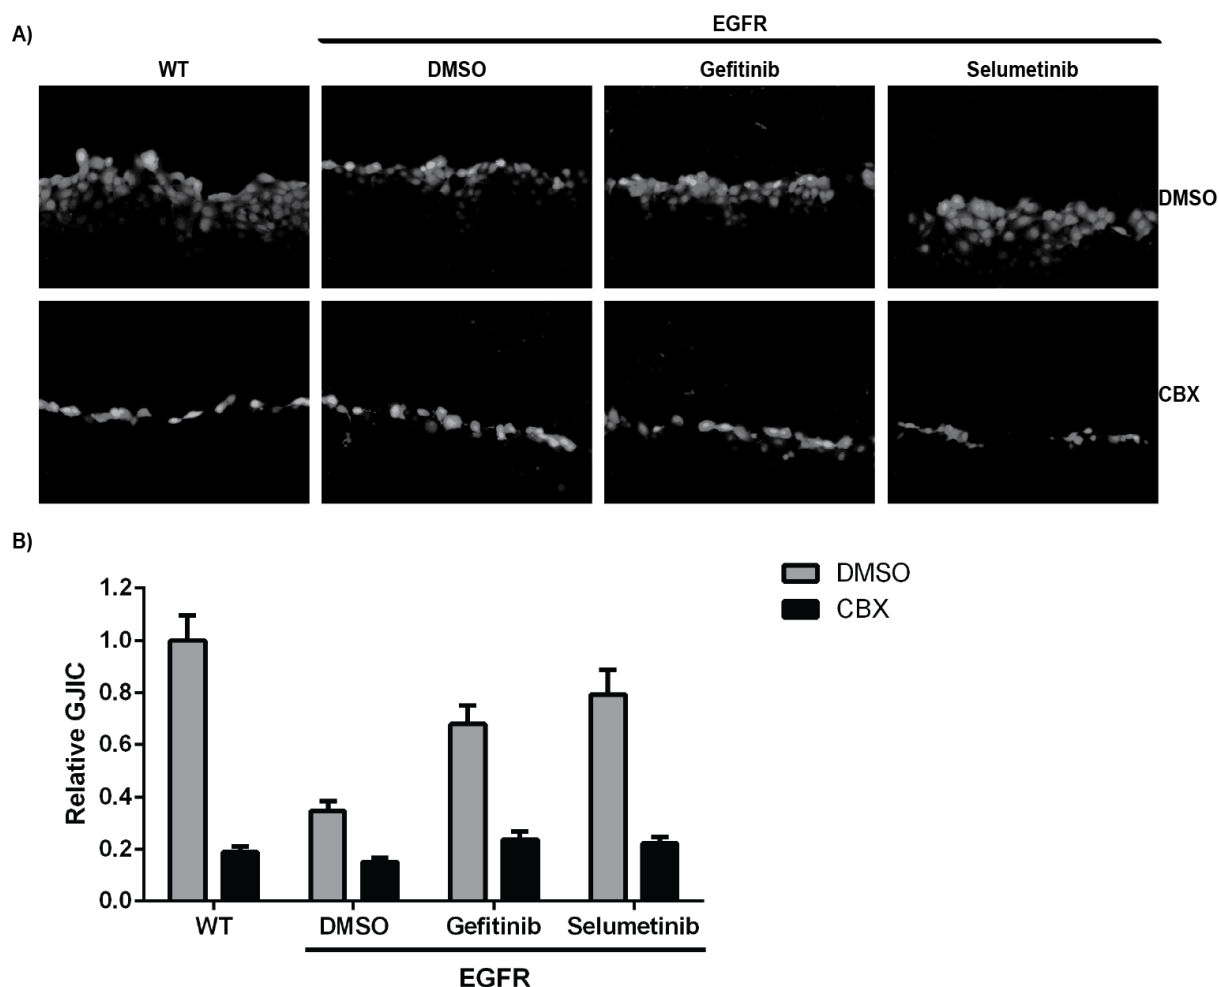 A)
EGFR
WT
DMSO
Gefitinib
Selumetinib
DMSO
CBX
B)
DMSO
CBX
Relative GJIC
1.2
1.0
0.8
0.6
0.4
0.2
0.0
WT
DMSO
Gefitinib
Selumetinib
EGFR